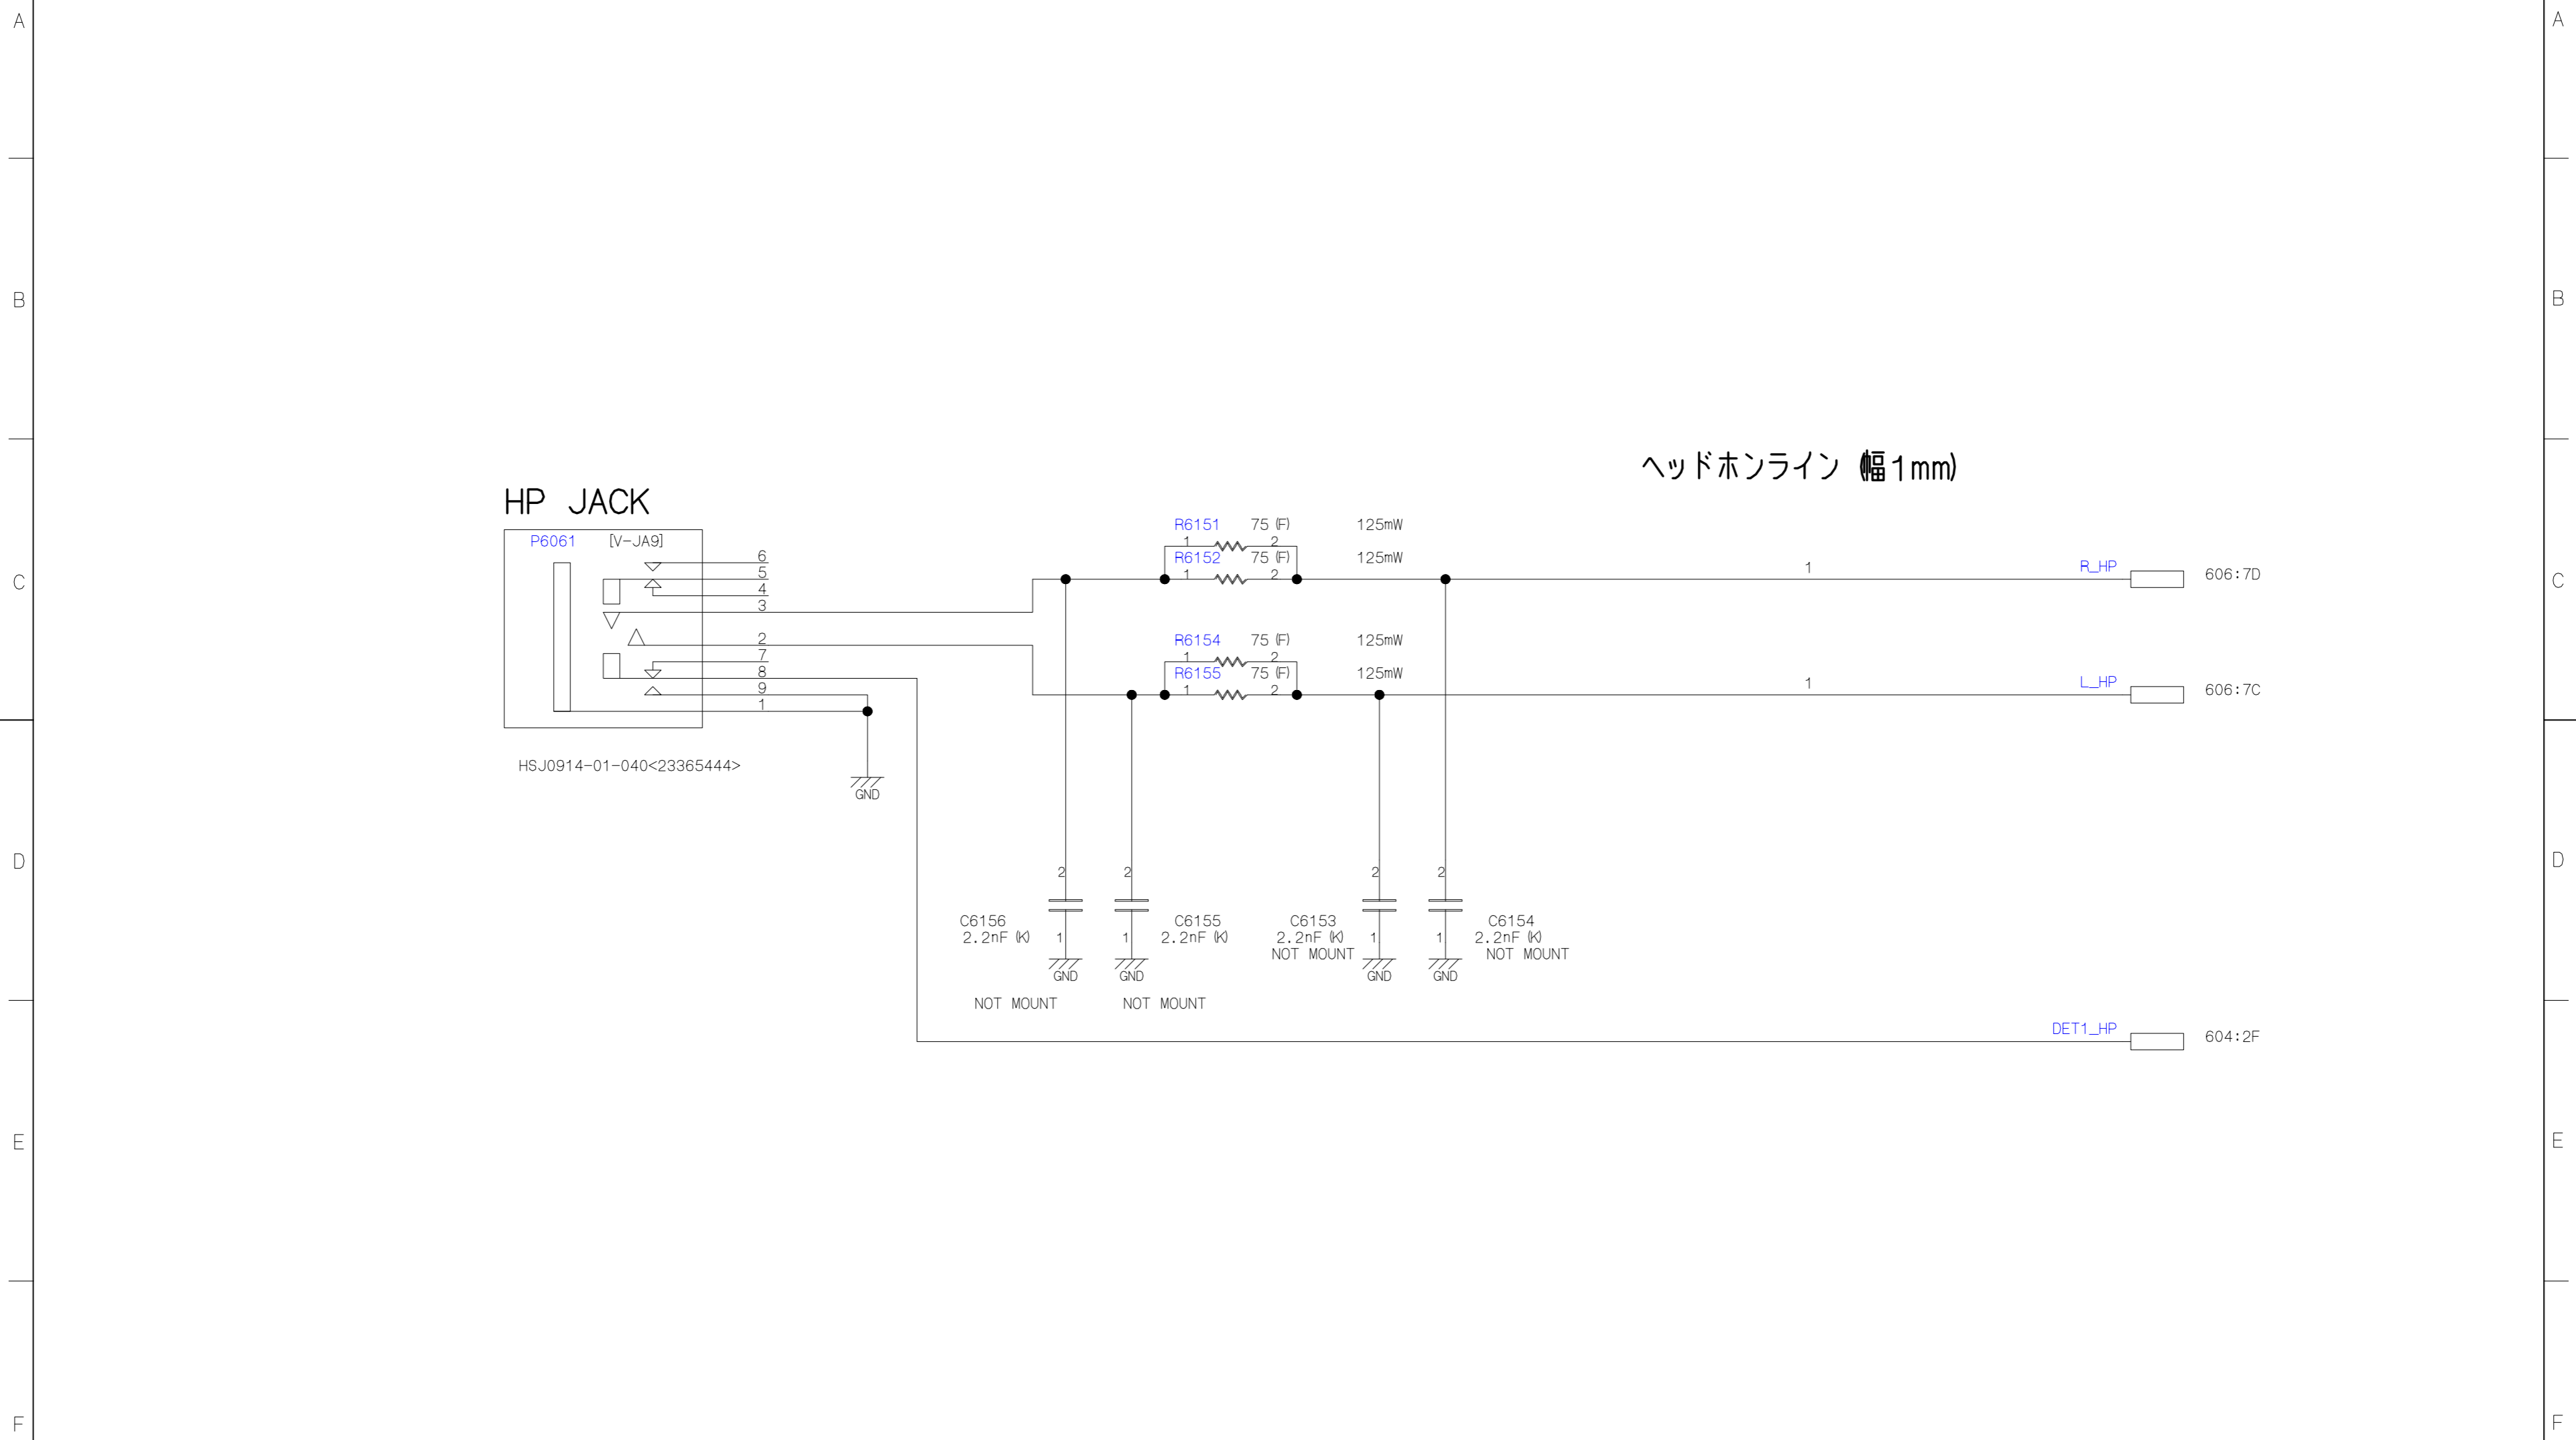 A A
B B
ヘッドホンライン (幅1mm)
HP JACK
R6151 75 (F) 125mW
P6061 [V-JA9]
1 2
6
R6152 75 (F) 125mW
1 R_HP
5
1 2
606:7D
C C
4
3
2
R6154 75 (F) 125mW
7
1 2
8
R6155 75 (F) 125mW
1 L_HP
9
1 2
606:7C
1
HSJ0914-01-040<23365444>
GND
D D
2 2 2 2
C6156 C6155 C6153 C6154
2.2nF (K) 1 1 2.2nF (K) 2.2nF (K) 1 1 2.2nF (K)
NOT MOUNT NOT MOUNT
GND GND GND GND
NOT MOUNT NOT MOUNT
DET1_HP
604:2F
E E
F F